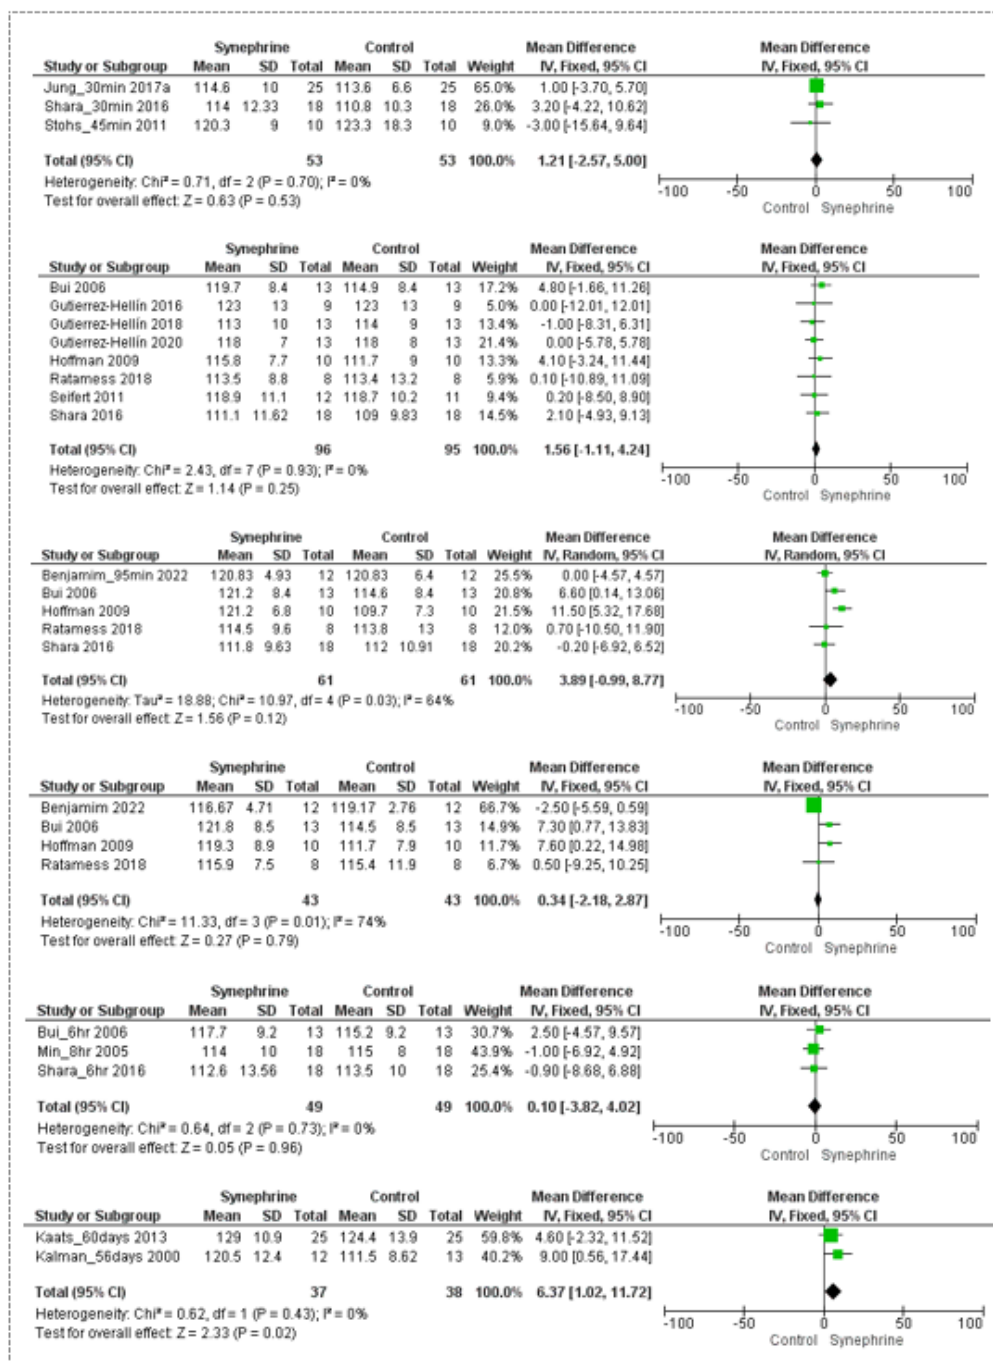 Synephrine Control Mean Difference Mean Difference
Study or Subgroup Mean SD Total Mean SD Total Weight IV, Fixed, 95% CI IV, Fixed, 95% CI
Jung_30min 2017a 114.6 10 25 113.6 6.6 25 65.0% 1.00 [-3.70, 5.70]
Shara_30min 2016 114 12.33 18 110.8 10.3 18 26.0% 3.20 [-4.22, 10.62]
Stohs_45min 2011 120.3 9 10 123.3 18.3 10 9.0% -3.00 [-15.64, 9.64]
Total (95% CI) 53 53 100.0% 1.21 [-2.57, 5.00]
Heterogeneity: Chi² = 0.71, df = 2 (P = 0.70); I² = 0%
Test for overall effect: Z = 0.63 (P = 0.53)
-100 -50 0 50 100
Control Synephrine
Synephrine Control Mean Difference Mean Difference
Study or Subgroup Mean SD Total Mean SD Total Weight IV, Fixed, 95% CI IV, Fixed, 95% CI
Bui 2006 119.7 8.4 13 114.9 8.4 13 17.2% 4.80 [-1.66, 11.26]
Gutierrez-Hellín 2016 123 13 9 123 13 9 5.0% 0.00 [-12.01, 12.01]
Gutierrez-Hellín 2018 113 10 13 114 9 13 13.4% -1.00 [-8.31, 6.31]
Gutierrez-Hellín 2020 118 7 13 118 8 13 21.4% 0.00 [-5.78, 5.78]
Hoffman 2009 115.8 7.7 10 111.7 9 10 13.3% 4.10 [-3.24, 11.44]
Ratamess 2018 113.5 8.8 8 113.4 13.2 8 5.9% 0.10 [-10.89, 11.09]
Seifert 2011 118.9 11.1 12 118.7 10.2 11 9.4% 0.20 [-8.50, 8.90]
Shara 2016 111.1 11.62 18 109 9.83 18 14.5% 2.10 [-4.93, 9.13]
Total (95% CI) 96 95 100.0% 1.56 [-1.11, 4.24]
Heterogeneity: Chi² = 2.43, df = 7 (P = 0.93); I² = 0%
Test for overall effect: Z = 1.14 (P = 0.25)
-100 -50 0 50 100
Control Synephrine
Synephrine Control Mean Difference Mean Difference
Study or Subgroup Mean SD Total Mean SD Total Weight IV, Random, 95% CI IV, Random, 95% CI
Benjamim_95min 2022 120.83 4.93 12 120.83 6.4 12 25.5% 0.00 [-4.57, 4.57]
Bui 2006 121.2 8.4 13 114.6 8.4 13 20.8% 6.60 [0.14, 13.06]
Hoffman 2009 121.2 6.8 10 109.7 7.3 10 21.5% 11.50 [5.32, 17.68]
Ratamess 2018 114.5 9.6 8 113.8 13 8 12.0% 0.70 [-10.50, 11.90]
Shara 2016 111.8 9.63 18 112 10.91 18 20.2% -0.20 [-6.92, 6.52]
Total (95% CI) 61 61 100.0% 3.89 [-0.99, 8.77]
Heterogeneity: Tau² = 18.88; Chi² = 10.97, df = 4 (P = 0.03); I² = 64%
Test for overall effect: Z = 1.56 (P = 0.12)
-100 -50 0 50 100
Control Synephrine
Synephrine Control Mean Difference Mean Difference
Study or Subgroup Mean SD Total Mean SD Total Weight IV, Fixed, 95% CI IV, Fixed, 95% CI
Benjamim 2022 116.67 4.71 12 119.17 2.76 12 66.7% -2.50 [-5.59, 0.59]
Bui 2006 121.8 8.5 13 114.5 8.5 13 14.9% 7.30 [0.77, 13.83]
Hoffman 2009 119.3 8.9 10 111.7 7.9 10 11.7% 7.60 [0.22, 14.98]
Ratamess 2018 115.9 7.5 8 115.4 11.9 8 6.7% 0.50 [-9.25, 10.25]
Total (95% CI) 43 43 100.0% 0.34 [-2.18, 2.87]
Heterogeneity: Chi² = 11.33, df = 3 (P = 0.01); I² = 74%
Test for overall effect: Z = 0.27 (P = 0.79)
-100 -50 0 50 100
Control Synephrine
Synephrine Control Mean Difference Mean Difference
Study or Subgroup Mean SD Total Mean SD Total Weight IV, Fixed, 95% CI IV, Fixed, 95% CI
Bui_6hr 2006 117.7 9.2 13 115.2 9.2 13 30.7% 2.50 [-4.57, 9.57]
Min_8hr 2005 114 10 18 115 8 18 43.9% -1.00 [-6.92, 4.92]
Shara_6hr 2016 112.6 13.56 18 113.5 10 18 25.4% -0.90 [-8.68, 6.88]
Total (95% CI) 49 49 100.0% 0.10 [-3.82, 4.02]
Heterogeneity: Chi² = 0.64, df = 2 (P = 0.73); I² = 0%
Test for overall effect: Z = 0.05 (P = 0.96)
-100 -50 0 50 100
Control Synephrine
Synephrine Control Mean Difference Mean Difference
Study or Subgroup Mean SD Total Mean SD Total Weight IV, Fixed, 95% CI IV, Fixed, 95% CI
Kaats_60days 2013 129 10.9 25 124.4 13.9 25 59.8% 4.60 [-2.32, 11.52]
Kalman_56days 2000 120.5 12.4 12 111.5 8.62 13 40.2% 9.00 [0.56, 17.44]
Total (95% CI) 37 38 100.0% 6.37 [1.02, 11.72]
Heterogeneity: Chi² = 0.62, df = 1 (P = 0.43); I² = 0%
Test for overall effect: Z = 2.33 (P = 0.02)
-100 -50 0 50 100
Control Synephrine